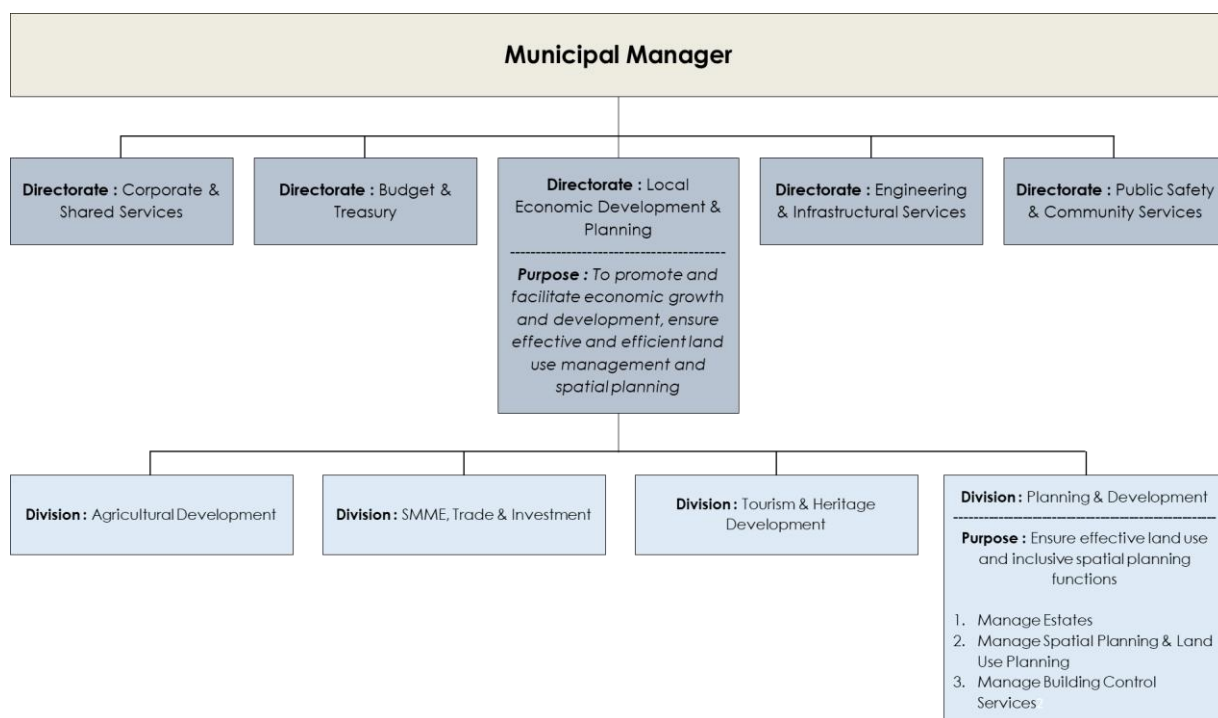 Municipal Manager
Directorate : Corporate &
Shared Services
Directorate : Budget &
Treasury
Directorate : Local
Economic Development &
Planning
Purpose : To promote and
facilitate economic growth
and development, ensure
effective and efficient land
use management and
spatial planning
Directorate : Engineering
& Infrastructural Services
Directorate : Public Safety
& Community Services
Division : Agricultural Development
Division : SMME, Trade & Investment
Division : Tourism & Heritage
Development
Division : Planning & Development
Purpose : Ensure effective land use
and inclusive spatial planning
functions
1. Manage Estates
2. Manage Spatial Planning & Land
Use Planning
3. Manage Building Control
Services